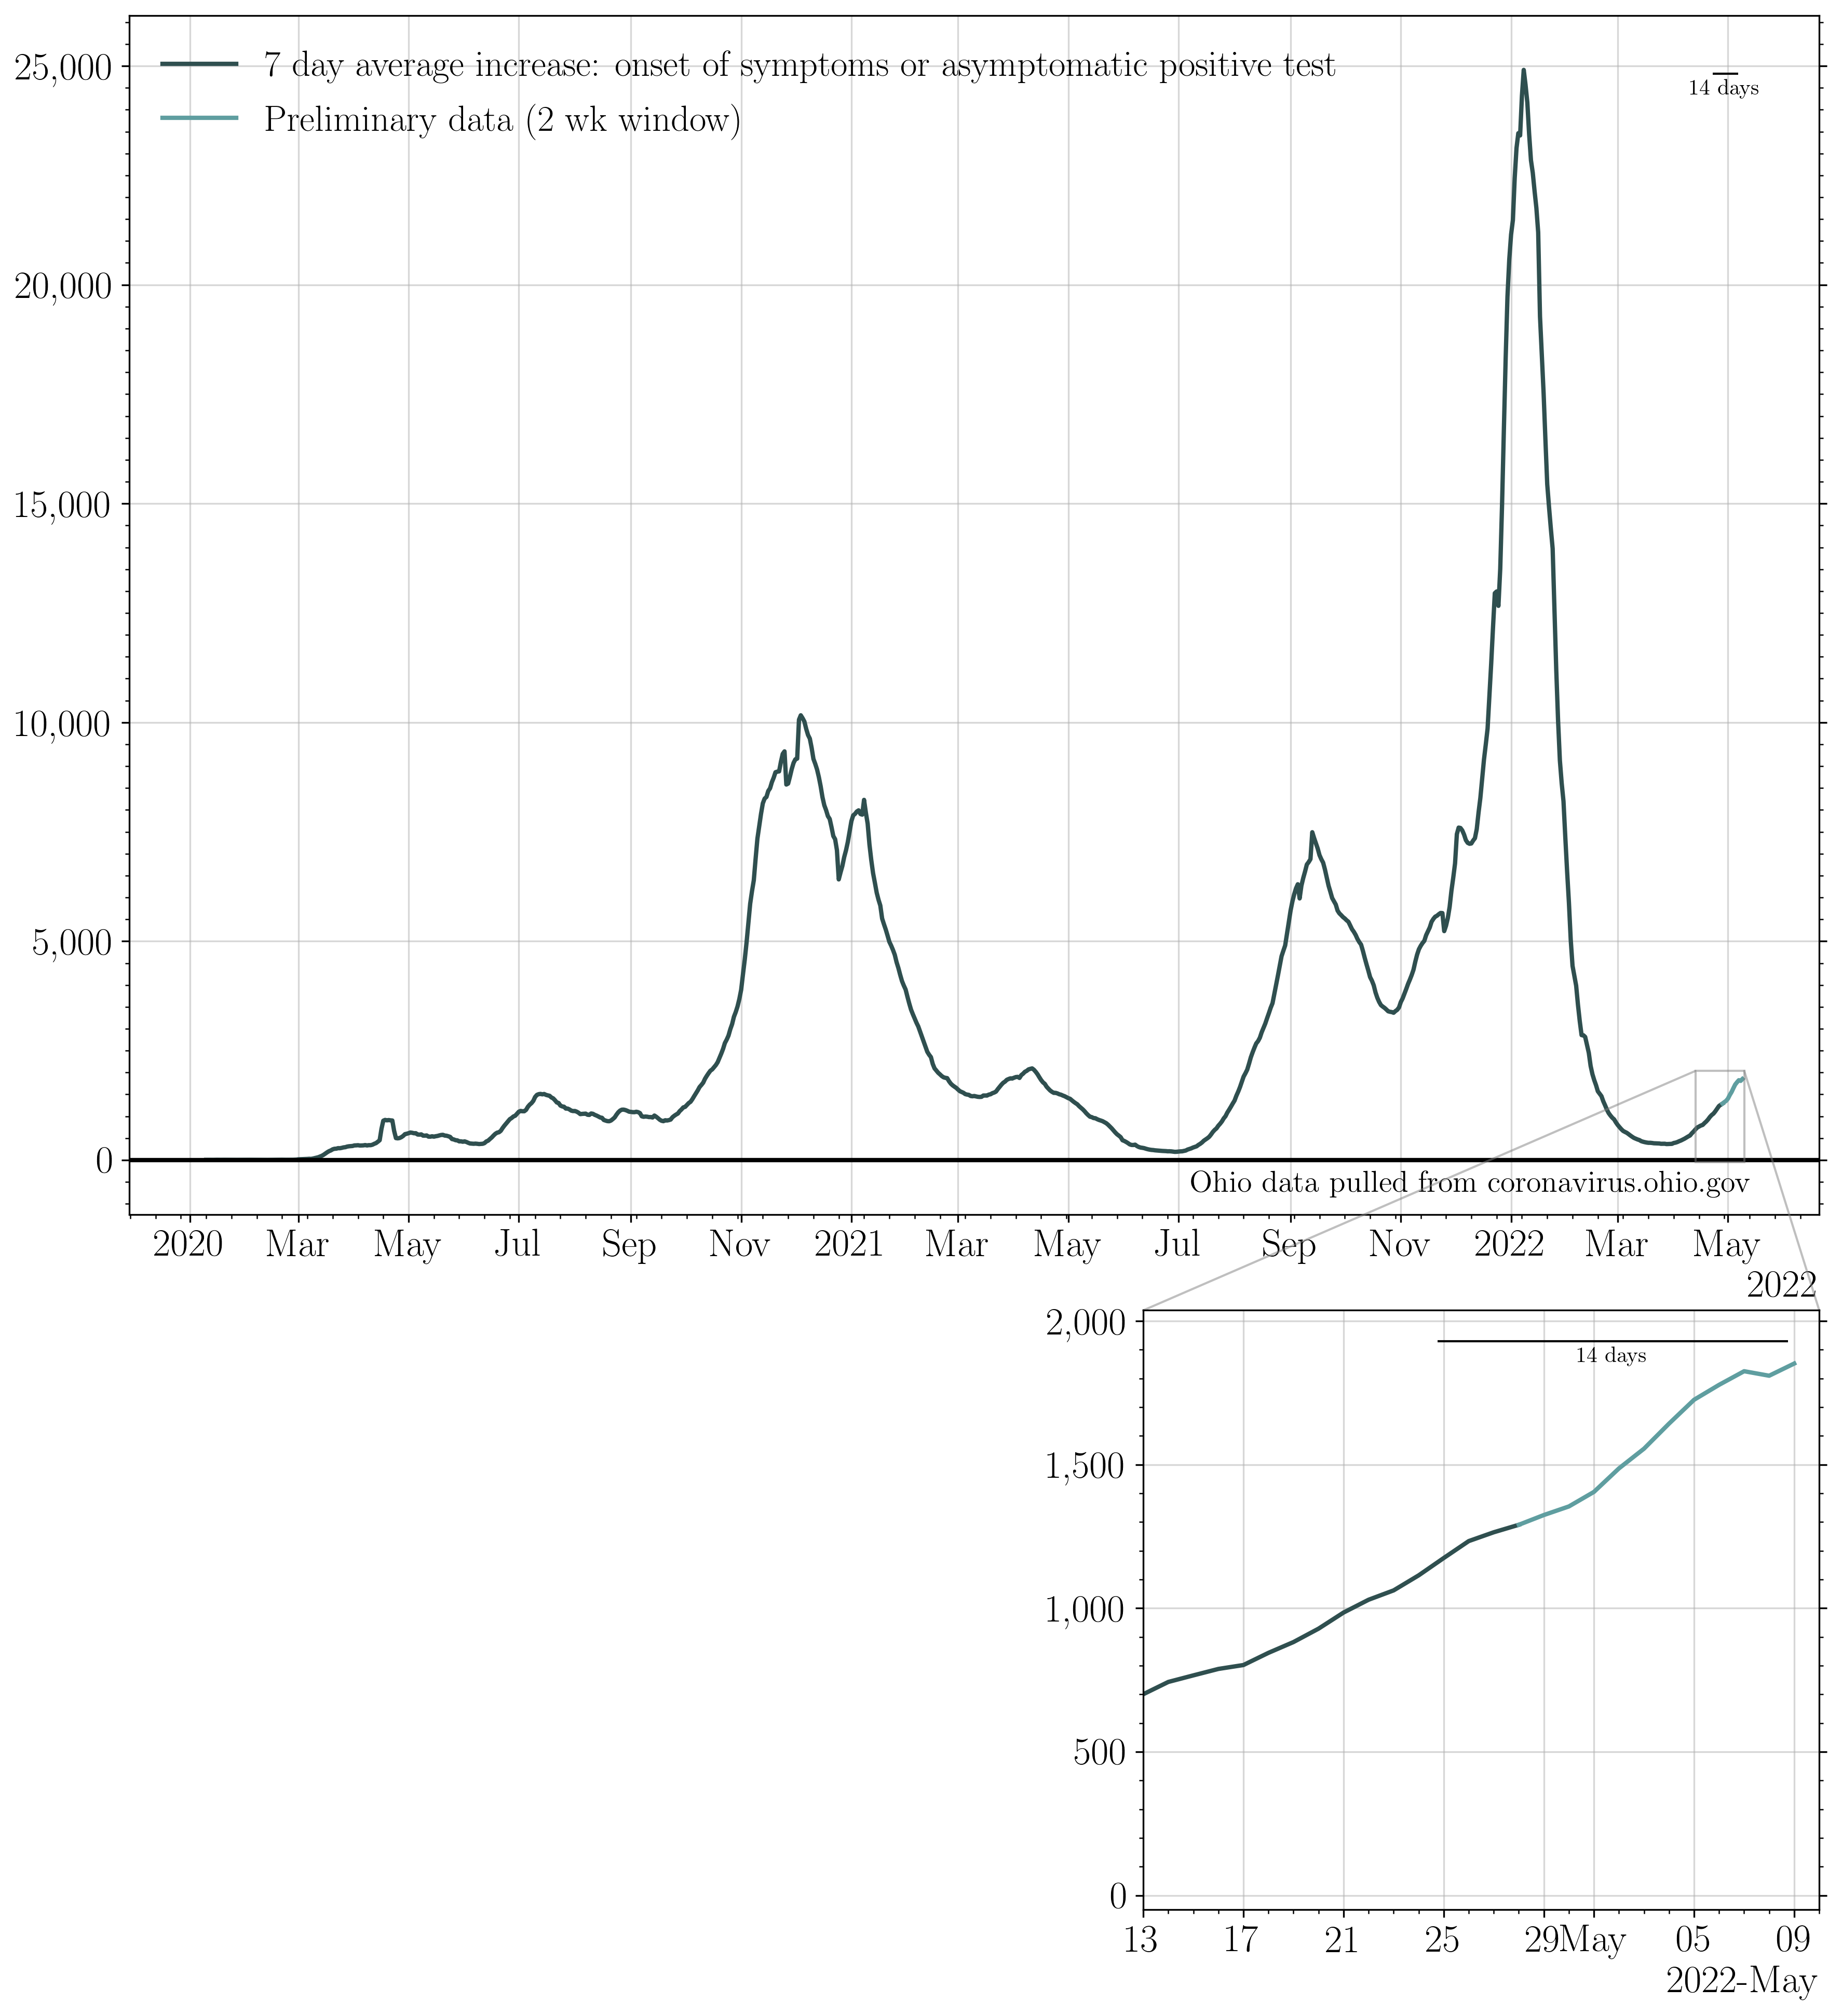 25,000
7 day average increase: onset of symptoms or asymptomatic positive test
14 days
Preliminary data (2 wk window)
20,000
15,000
10,000
5,000
0
Ohio data pulled from coronavirus.ohio.gov
2020 Mar May Jul Sep Nov 2021 Mar May Jul Sep Nov 2022 Mar May
2022
2,000
14 days
1,500
1,000
500
0
13 17 21 25 29 May 05 09
2022-May